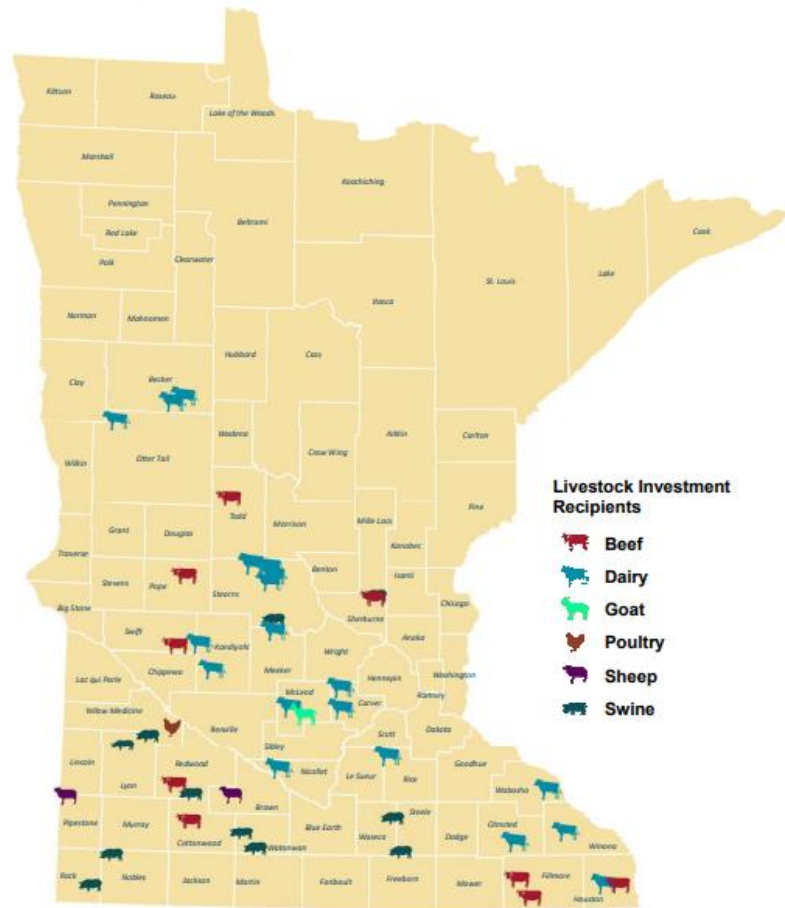 Kittson
Roseau
Lake of the Woods
Marshall
Koochiching
Pennington
Beltrami
Red Lake
Cook
Clearwater
Polk
St. Louis
Lake
Itasca
Norman
Mahnomen
Hubbard
Cass
Clay
Becker
Aitkin
Wadena
Carlton
Crow Wing
Otter Tail
Wilkin
Livestock Investment
Recipients
Pine
Todd
Mille Lacs
Morrison
Grant
Douglas
Beef
Kanabec
Traverse
Benton
Dairy
Isanti
Stevens
Pope
Stearns
Chisago
Big Stone
Goat
Sherburne
Swift
Anoka
Kandiyohi
Poultry
Wright
Meeker
Chippewa
Washington
Sheep
Lac qui Parle
Hennepin
McLeod
Ramsey
Carver
Swine
Yellow Medicine
Renville
Dakota
Scott
Sibley
Lincoln
Redwood
Goodhue
Nicollet
Le Sueur
Rice
Lyon
Wabasha
Brown
Steele
Pipestone
Murray
Olmsted
Blue Earth
Waseca
Dodge
Cottonwood
Watonwan
Winona
Rock
Nobles
Jackson
Martin
Faribault
Freeborn
Mower
Fillmore
Houston